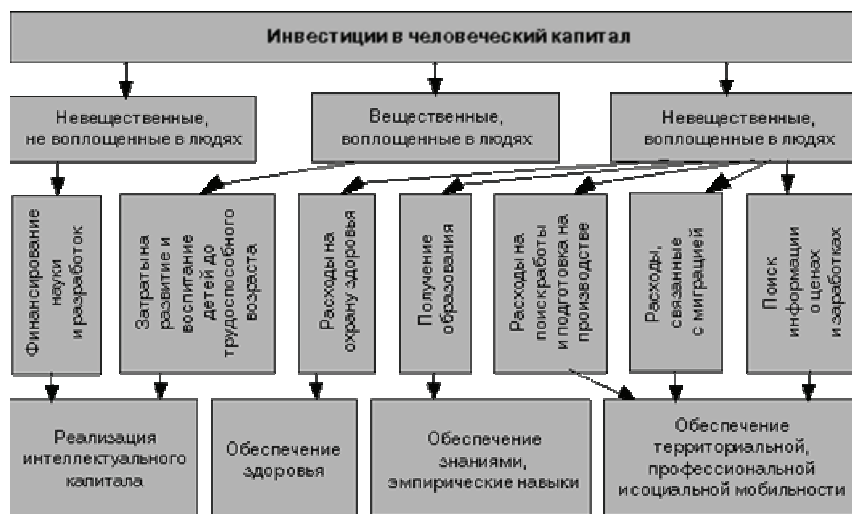 Инвестиции в человеческий капитал
Невещественные,
не воплощенные в людях
Вещественные,
воплощенные в людях
Невещественные,
воплощенные в людях
Финансирование
науки
и разработок
Затраты на
развитие и
воспитание
детей до
трудоспособного
возраста
Расходы на
охрану здоровья
Получение
образования
Расходы на
поиск работы
и подготовка на
производстве
Расходы,
связанные
с миграцией
Поиск
информации
о ценах
и заработках
Реализация
интеллектуального
капитала
Обеспечение
здоровья
Обеспечение
знаниями,
эмпирические навыки
Обеспечение
территориальной,
профессиональной
и социальной мобильности